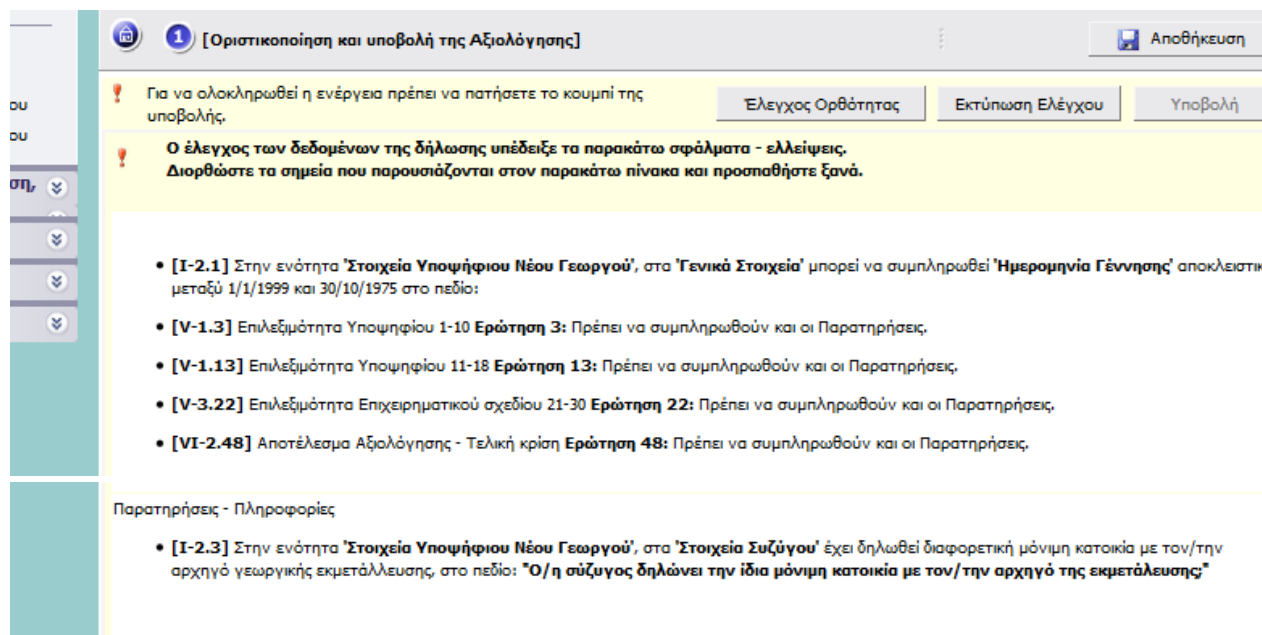 1 [Οριστικοποίηση και υποβολή της Αξιολόγησης]
Αποθήκευση
Για να ολοκληρωθεί η ενέργεια πρέπει να πατήσετε το κουμπί της
υποβολής.
Έλεγχος Ορθότητας
Εκτύπωση Ελέγχου
Υποβολή
ου
ου
ση,
Ο έλεγχος των δεδομένων της δήλωσης υπέδειξε τα παρακάτω σφάλματα - ελλείψεις.
Διορθώστε τα σημεία που παρουσιάζονται στον παρακάτω πίνακα και προσπαθήστε ξανά.
• [I-2.1] Στην ενότητα 'Στοιχεία Υποψήφιου Νέου Γεωργού', στα 'Γενικά Στοιχεία' μπορεί να συμπληρωθεί 'Ημερομηνία Γέννησης' αποκλειστικ
μεταξύ 1/1/1999 και 30/10/1975 στο πεδίο:
• [V-1.3] Επιλεξιμότητα Υποψηφίου 1-10 Ερώτηση 3: Πρέπει να συμπληρωθούν και οι Παρατηρήσεις.
• [V-1.13] Επιλεξιμότητα Υποψηφίου 11-18 Ερώτηση 13: Πρέπει να συμπληρωθούν και οι Παρατηρήσεις.
• [V-3.22] Επιλεξιμότητα Επιχειρηματικού σχεδίου 21-30 Ερώτηση 22: Πρέπει να συμπληρωθούν και οι Παρατηρήσεις.
• [VI-2.48] Αποτέλεσμα Αξιολόγησης - Τελική κρίση Ερώτηση 48: Πρέπει να συμπληρωθούν και οι Παρατηρήσεις.
Παρατηρήσεις - Πληροφορίες
• [I-2.3] Στην ενότητα 'Στοιχεία Υποψήφιου Νέου Γεωργού', στα 'Στοιχεία Συζύγου' έχει δηλωθεί διαφορετική μόνιμη κατοικία με τον/την
αρχηγό γεωργικής εκμετάλλευσης, στο πεδίο: "Ο/η σύζυγος δηλώνει την ίδια μόνιμη κατοικία με τον/την αρχηγό της εκμετάλευσης;"